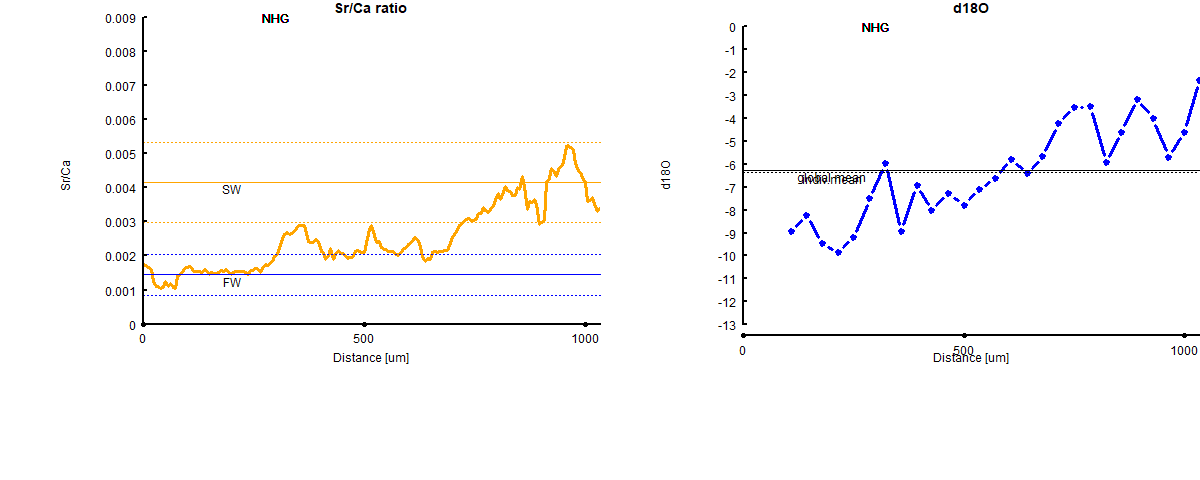 Sr/Ca ratio
NHG
0.009
0.008
0.007
0.006
0.005
0.004
0.003
0.002
0.001
0
Sr/Ca
SW
FW
0
500
1000
Distance [um]
d18O
NHG
0
-1
-2
-3
-4
-5
-6
-7
-8
-9
-10
-11
-12
-13
d18O
global mean
indiv.mean
0
500
1000
Distance [um]